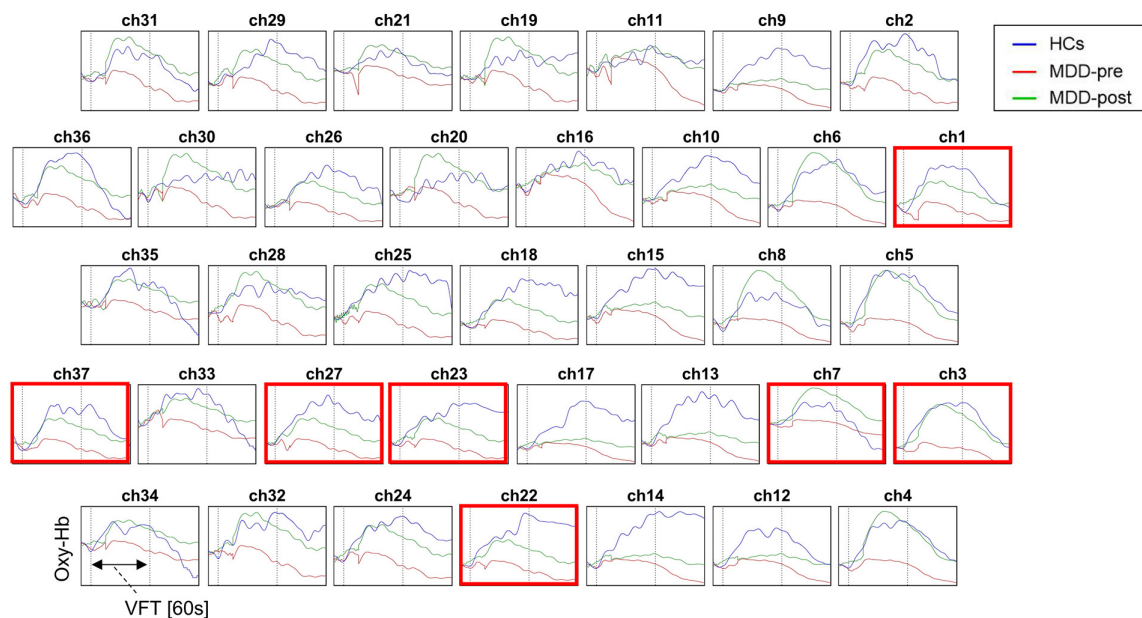 ch31 ch29 ch21 ch19 ch11 ch9 ch2
HCs
MDD-pre
MDD-post
ch36 ch30 ch26 ch20 ch16 ch10 ch6 ch1
ch35 ch28 ch25 ch18 ch15 ch8 ch5
ch37 ch33 ch27 ch23 ch17 ch13 ch7 ch3
ch34 ch32 ch24 ch22 ch14 ch12 ch4
Oxy-Hb
VFT [60s]